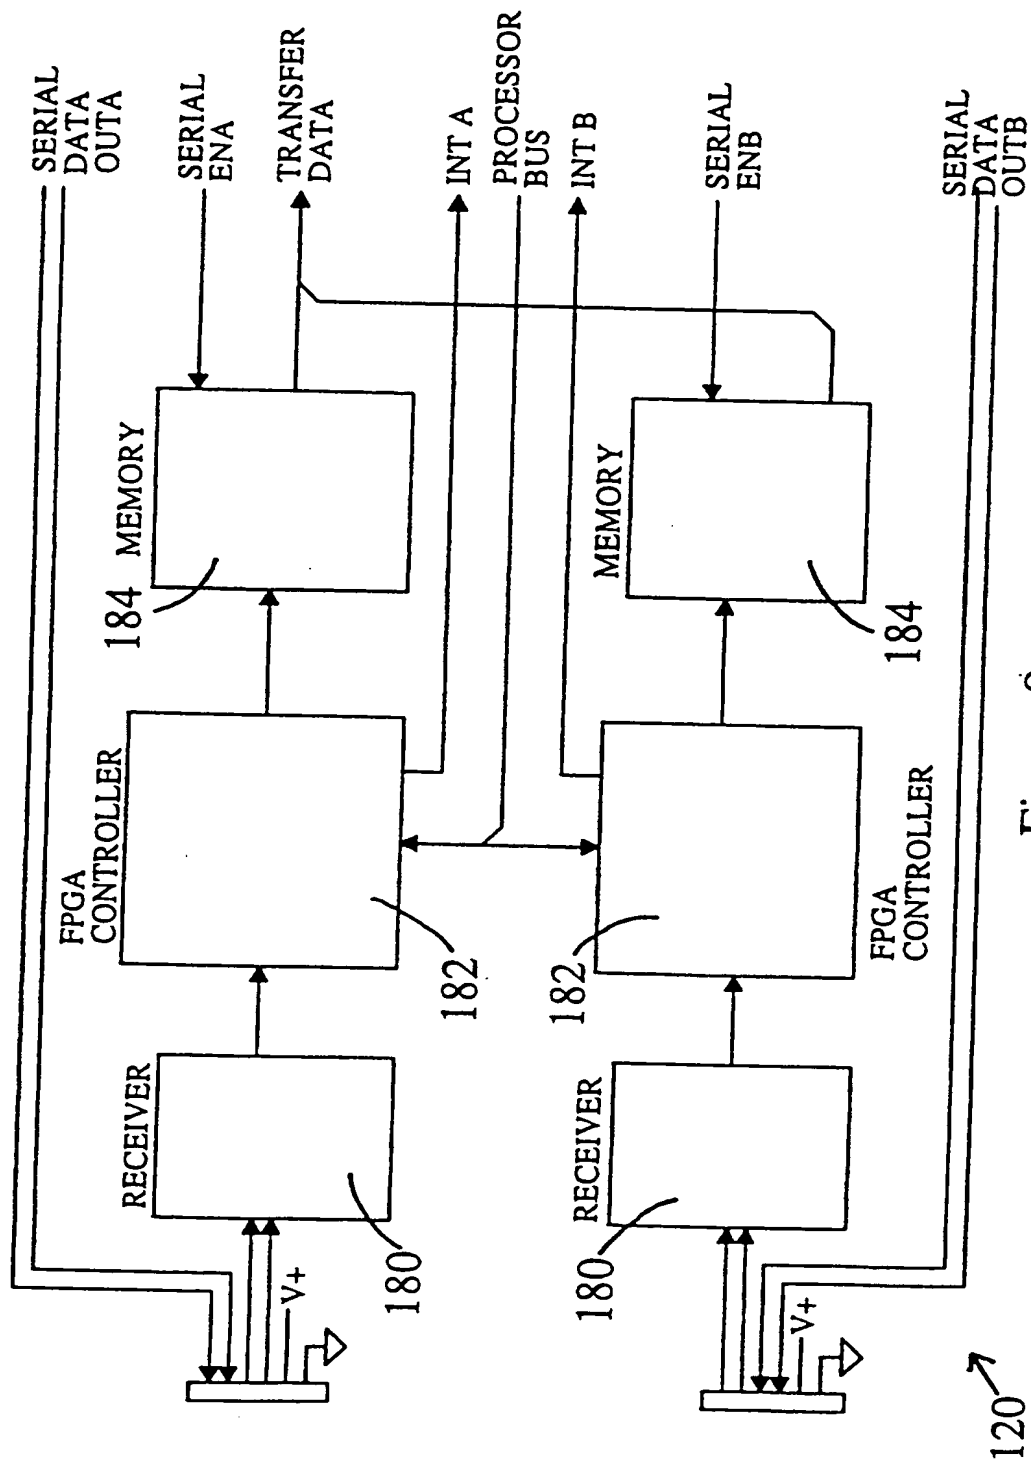 SERIAL
DATA
OUTA
SERIAL
ENA
TRANSFER
DATA
INT A
PROCESSOR
BUS
INT B
SERIAL
ENB
SERIAL
DATA
OUTB
MEMORY
184
MEMORY
184
FPGA
CONTROLLER
182
182
FPGA
CONTROLLER
RECEIVER
180
RECEIVER
180
V+
V+
120